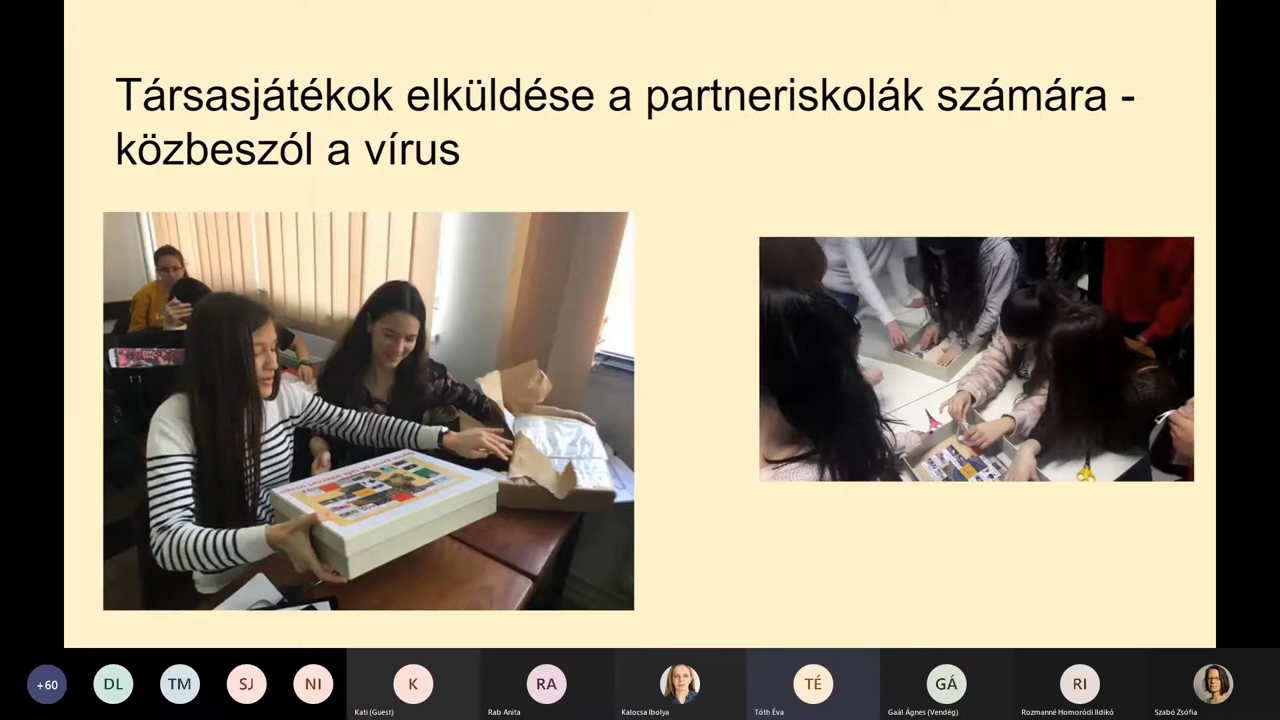 Társasjátékok elküldése a partneriskolák számára -
közbeszól a vírus
+60
DL
TM
SJ
NI
K
RA
TÉ
GÁ
RI
Kati (Guest)
Rab Anita
Kalocsa Ibolya
Tóth Éva
Gaál Ágnes (Vendég)
Rozmanné Homoródi Ildikó
Szabó Zsófia